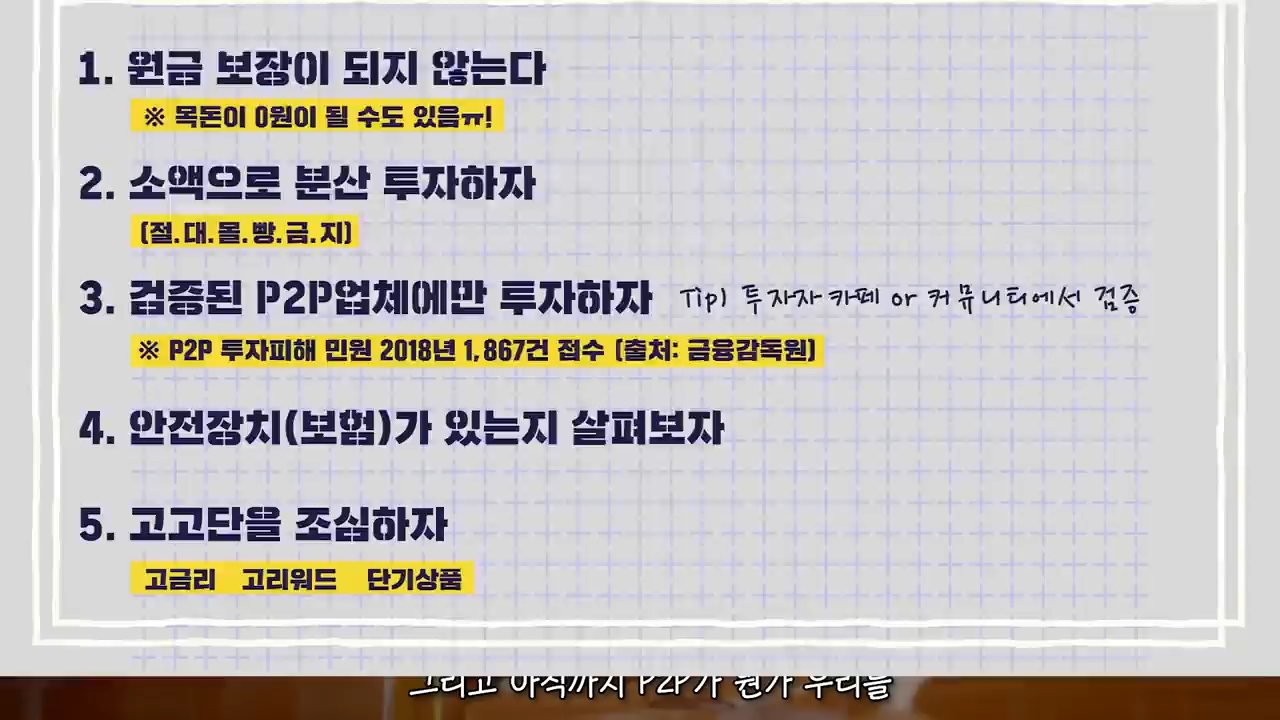 1. 원금 보장이 되지 않는다
※ 목돈이 0원이 될 수도 있음ㅠ!
2. 소액으로 분산 투자하자
(절.대.몰.빵.금.지)
3. 검증된 P2P업체에만 투자하자 Tip) 투자자 카페 or 커뮤니티에서 검증
※ P2P 투자피해 민원 2018년 1,867건 접수 (출처: 금융감독원)
4. 안전장치(보험)가 있는지 살펴보자
5. 고고단을 조심하자
고금리 고리워드 단기상품
그리고 아직까지 P2P가 뭔가 우리를